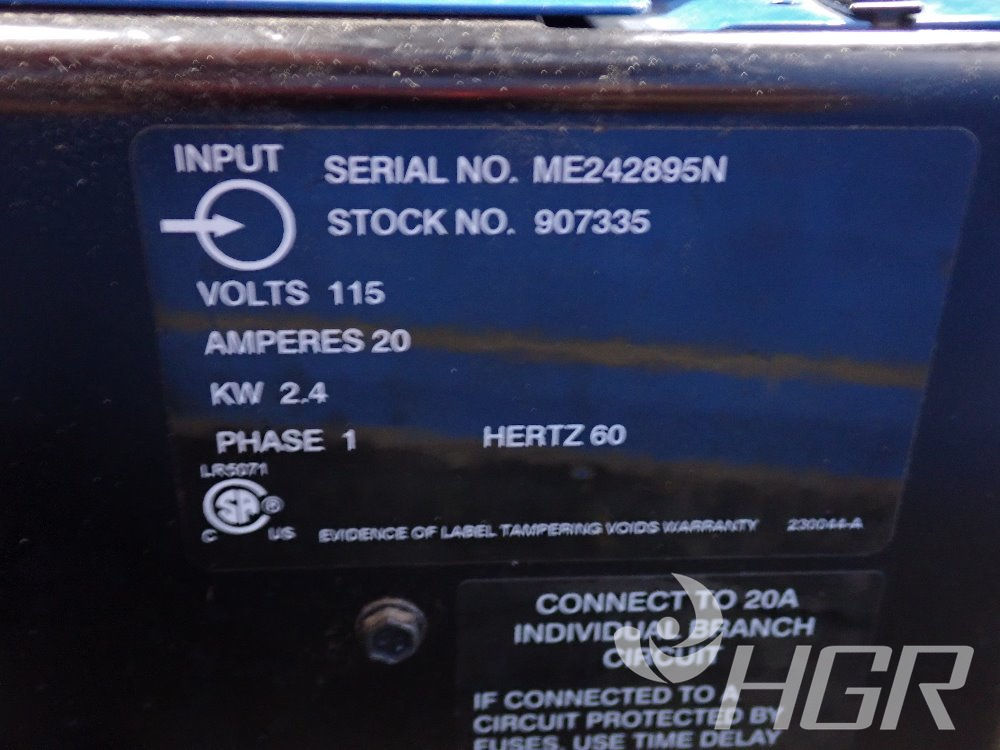 INPUT
SERIAL NO. ME242895N
STOCK NO. 907335
VOLTS 115
AMPERES 20
KW 2.4
PHASE 1 HERTZ 60
LR5071
SA ®
C US EVIDENCE OF LABEL TAMPERING VOIDS WARRANTY 230044-A
CONNECT TO 20A
INDIVIDUAL BRANCH
CIRCUIT
IF CONNECTED TO A
CIRCUIT PROTECTED BY
FUSES, USE TIME DELAY
HGR